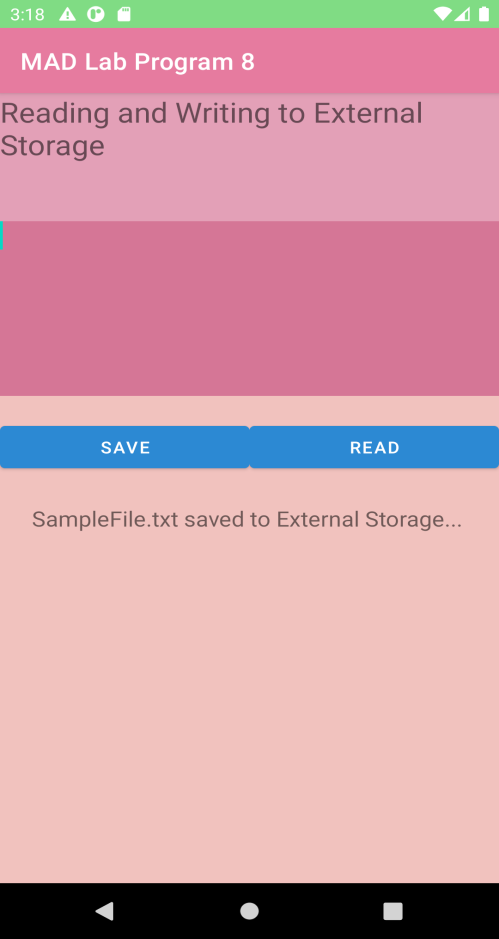 3:18
MAD Lab Program 8
Reading and Writing to External
Storage
SAVE
READ
SampleFile.txt saved to External Storage...